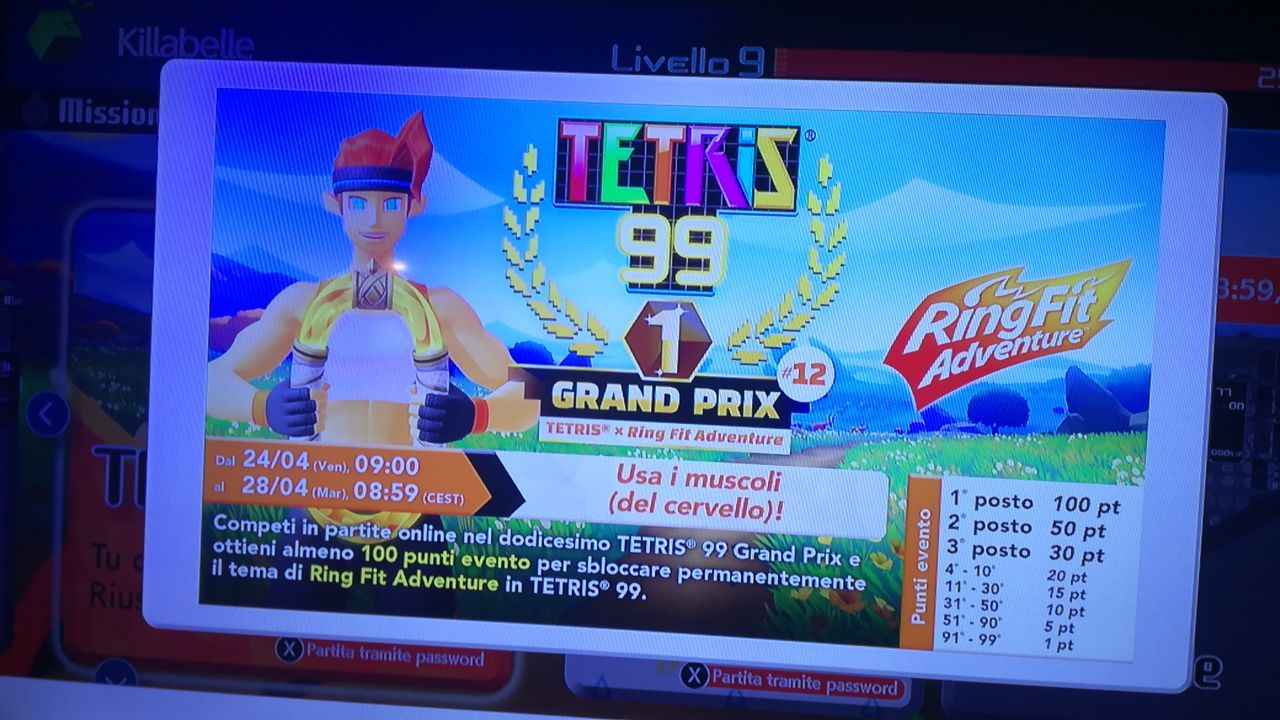 Killabelle
Livello 9
Mission
TETRIS®
99
1
#12
GRAND PRIX
TETRIS® × Ring Fit Adventure
RingFit
Adventure
Dal 24/04 (Ven), 09:00
al 28/04 (Mar), 08:59 (CEST)
Usa i muscoli
(del cervello)!
Competi in partite online nel dodicesimo TETRIS® 99 Grand Prix e
ottieni almeno 100 punti evento per sbloccare permanentemente
il tema di Ring Fit Adventure in TETRIS® 99.
Punti evento
1° posto 100 pt
2° posto 50 pt
3° posto 30 pt
4° - 10° 20 pt
11° - 30° 15 pt
31° - 50° 10 pt
51° - 90° 5 pt
91° - 99° 1 pt
3:59
Tu
X Partita tramite password
X Partita tramite password